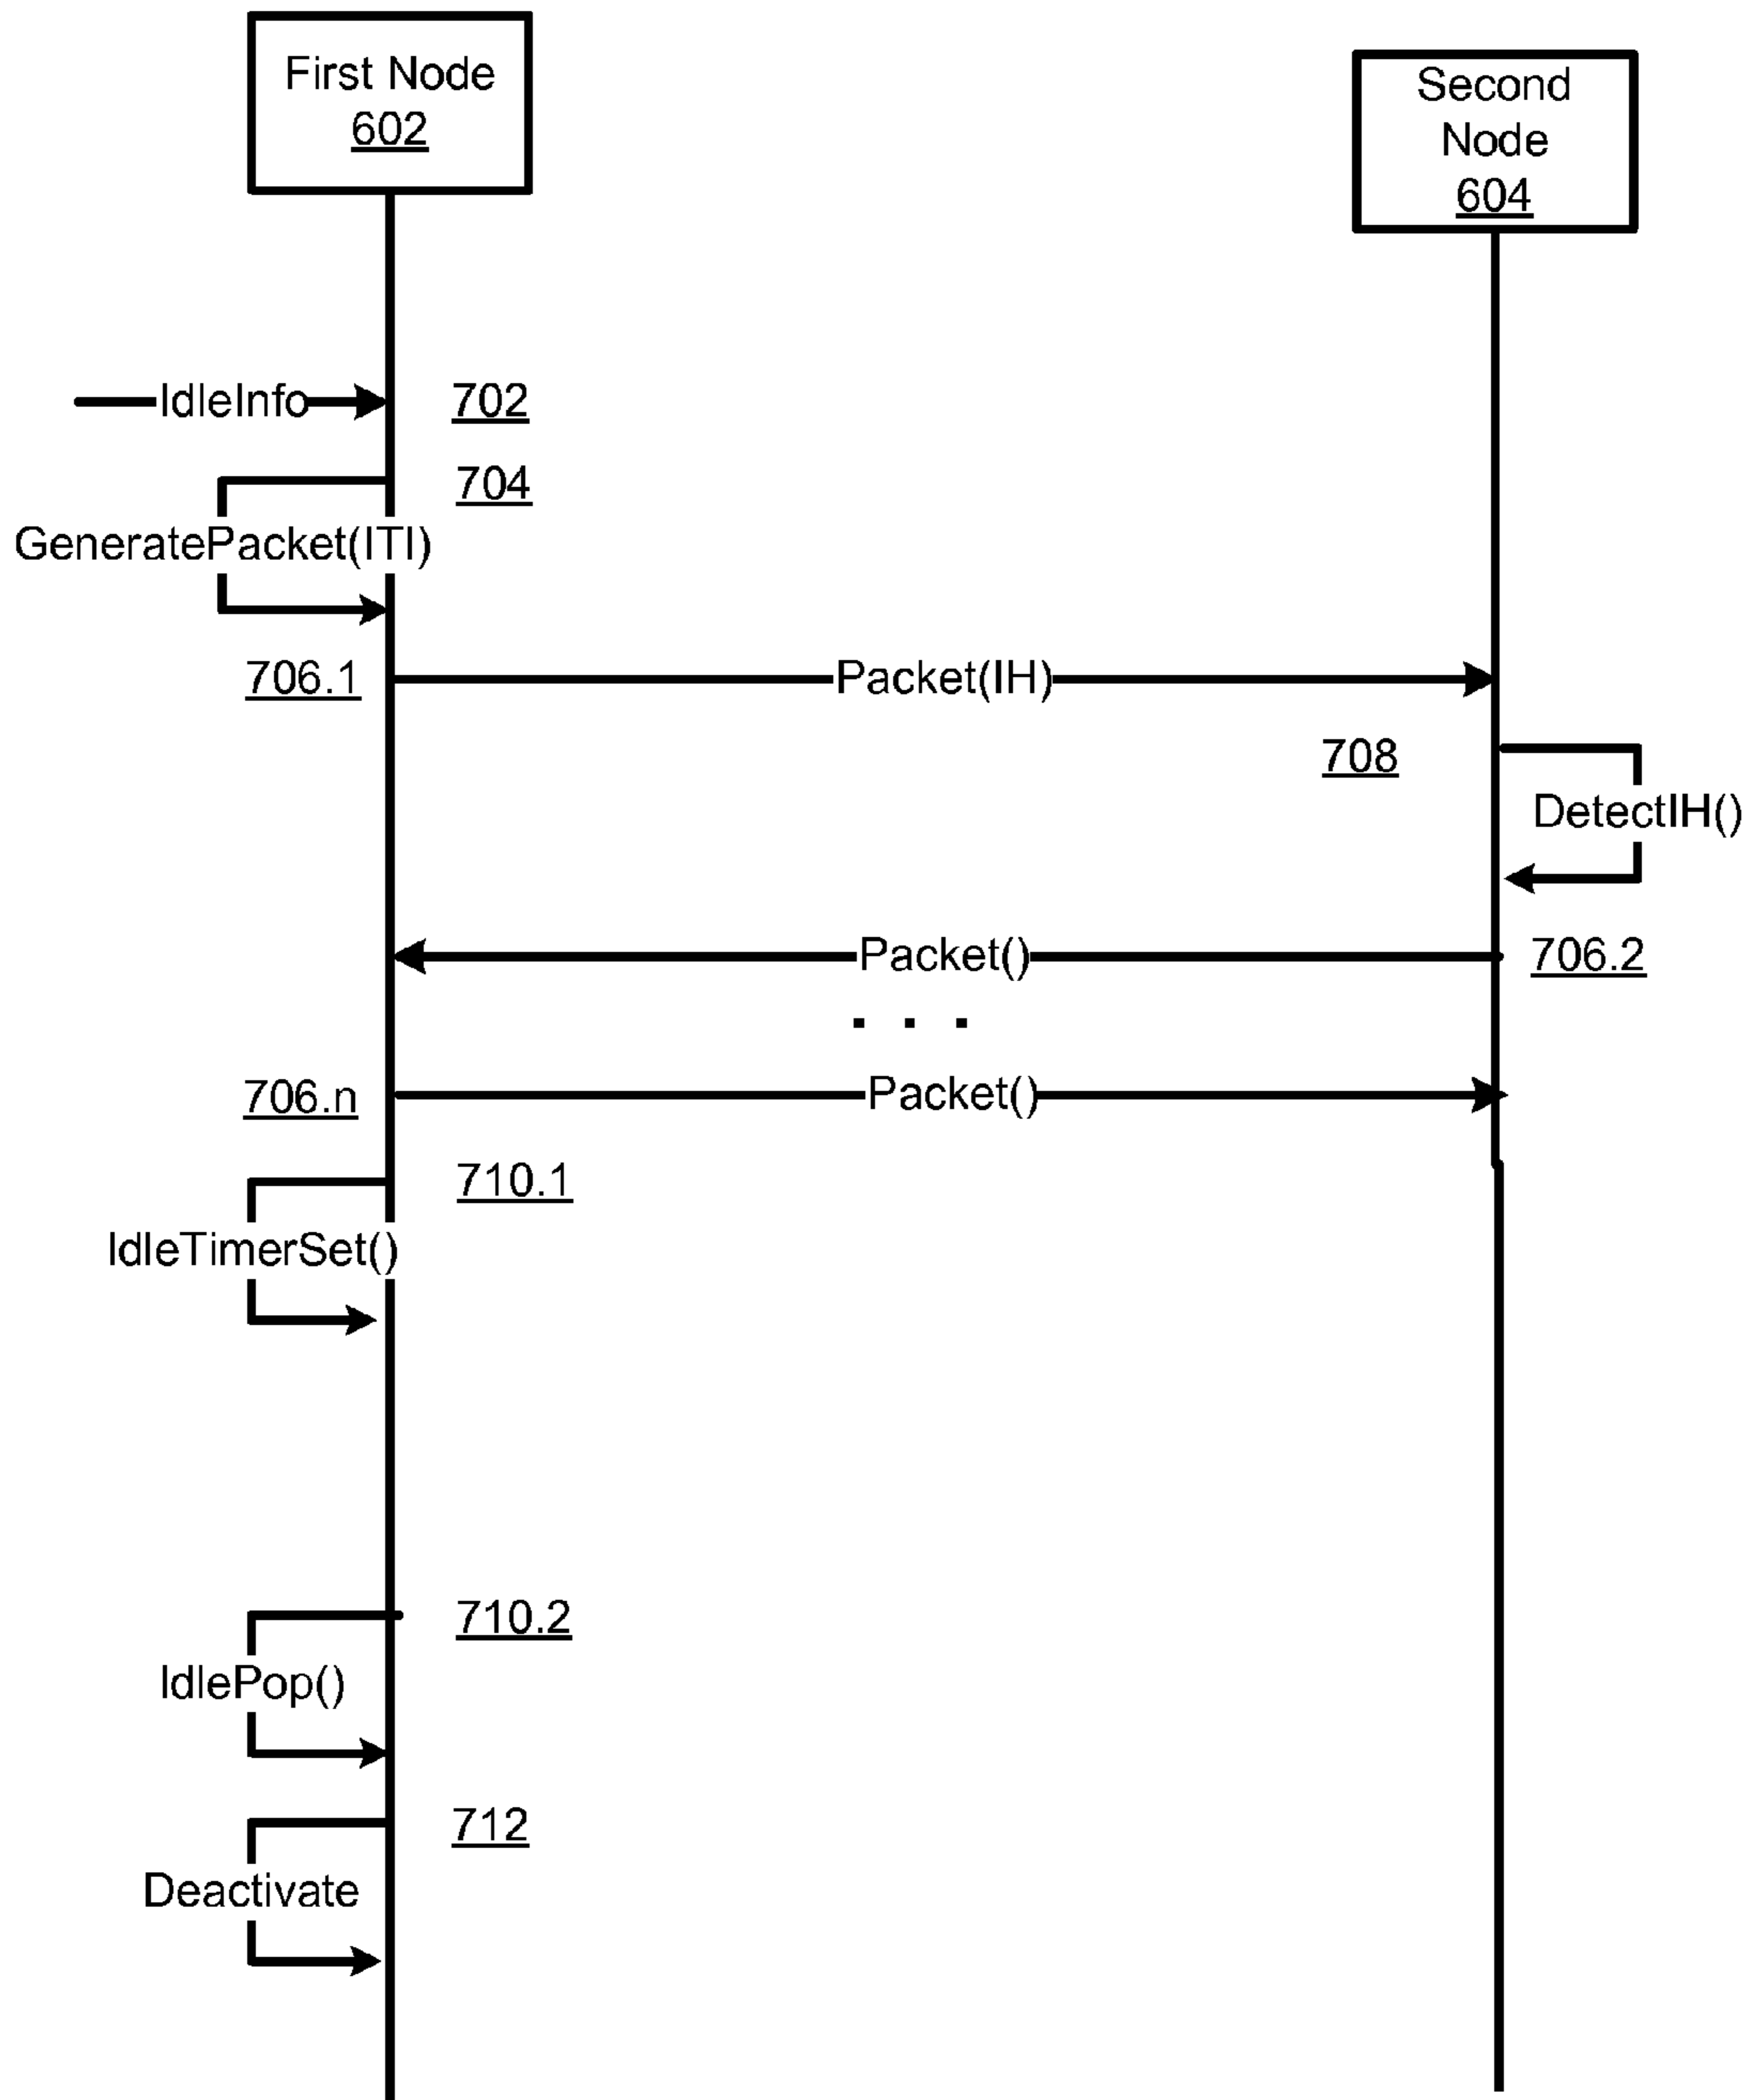 First Node
602
Second
Node
604
IdleInfo
702
704
GeneratePacket(ITI)
706.1
Packet(IH)
708
DetectIH()
Packet()
706.2
. . .
706.n
Packet()
710.1
IdleTimerSet()
710.2
IdlePop()
712
Deactivate